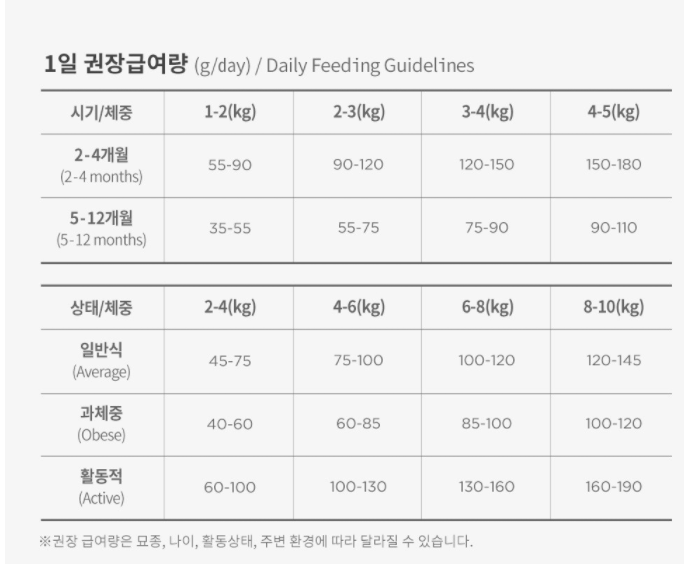 1일 권장급여량 (g/day) / Daily Feeding Guidelines
시기/체중 1-2(kg) 2-3(kg) 3-4(kg) 4-5(kg)
2-4개월
(2-4 months) 55-90 90-120 120-150 150-180
5-12개월
(5-12 months) 35-55 55-75 75-90 90-110
상태/체중 2-4(kg) 4-6(kg) 6-8(kg) 8-10(kg)
일반식
(Average) 45-75 75-100 100-120 120-145
과체중
(Obese) 40-60 60-85 85-100 100-120
활동적
(Active) 60-100 100-130 130-160 160-190
※권장 급여량은 묘종, 나이, 활동상태, 주변 환경에 따라 달라질 수 있습니다.